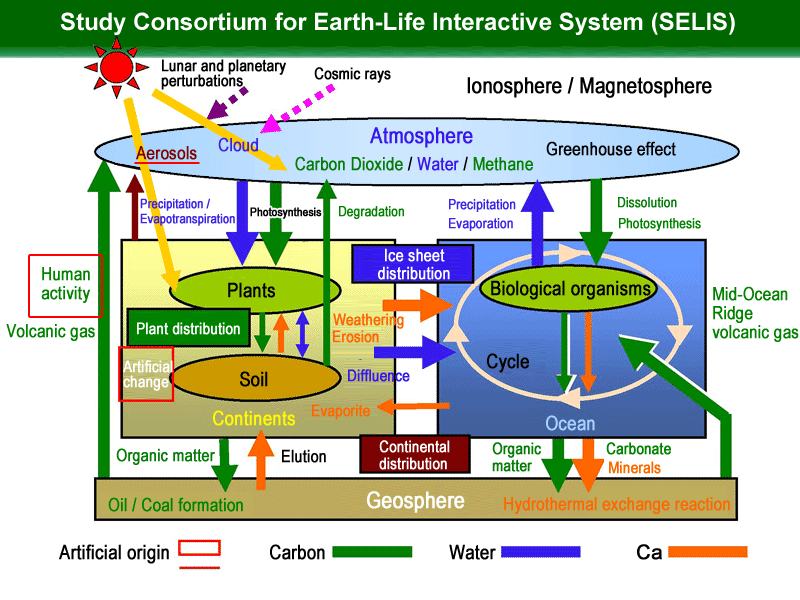 Study Consortium for Earth-Life Interactive System (SELIS)
Lunar and planetary
perturbations
Cosmic rays
Ionosphere / Magnetosphere
Atmosphere
Cloud
Aerosols
Greenhouse effect
Carbon Dioxide / Water / Methane
Precipitation /
Evapotranspiration
Photosynthesis
Degradation
Precipitation
Evaporation
Dissolution
Photosynthesis
Human
activity
Volcanic gas
Ice sheet
distribution
Plants
Biological organisms
Mid-Ocean
Ridge
volcanic gas
Plant distribution
Weathering
Erosion
Artificial
change
Soil
Diffluence
Cycle
Continents
Evaporite
Ocean
Organic matter
Elution
Continental
distribution
Organic
matter
Carbonate
Minerals
Oil / Coal formation
Geosphere
Hydrothermal exchange reaction
Artificial origin
Carbon
Water
Ca